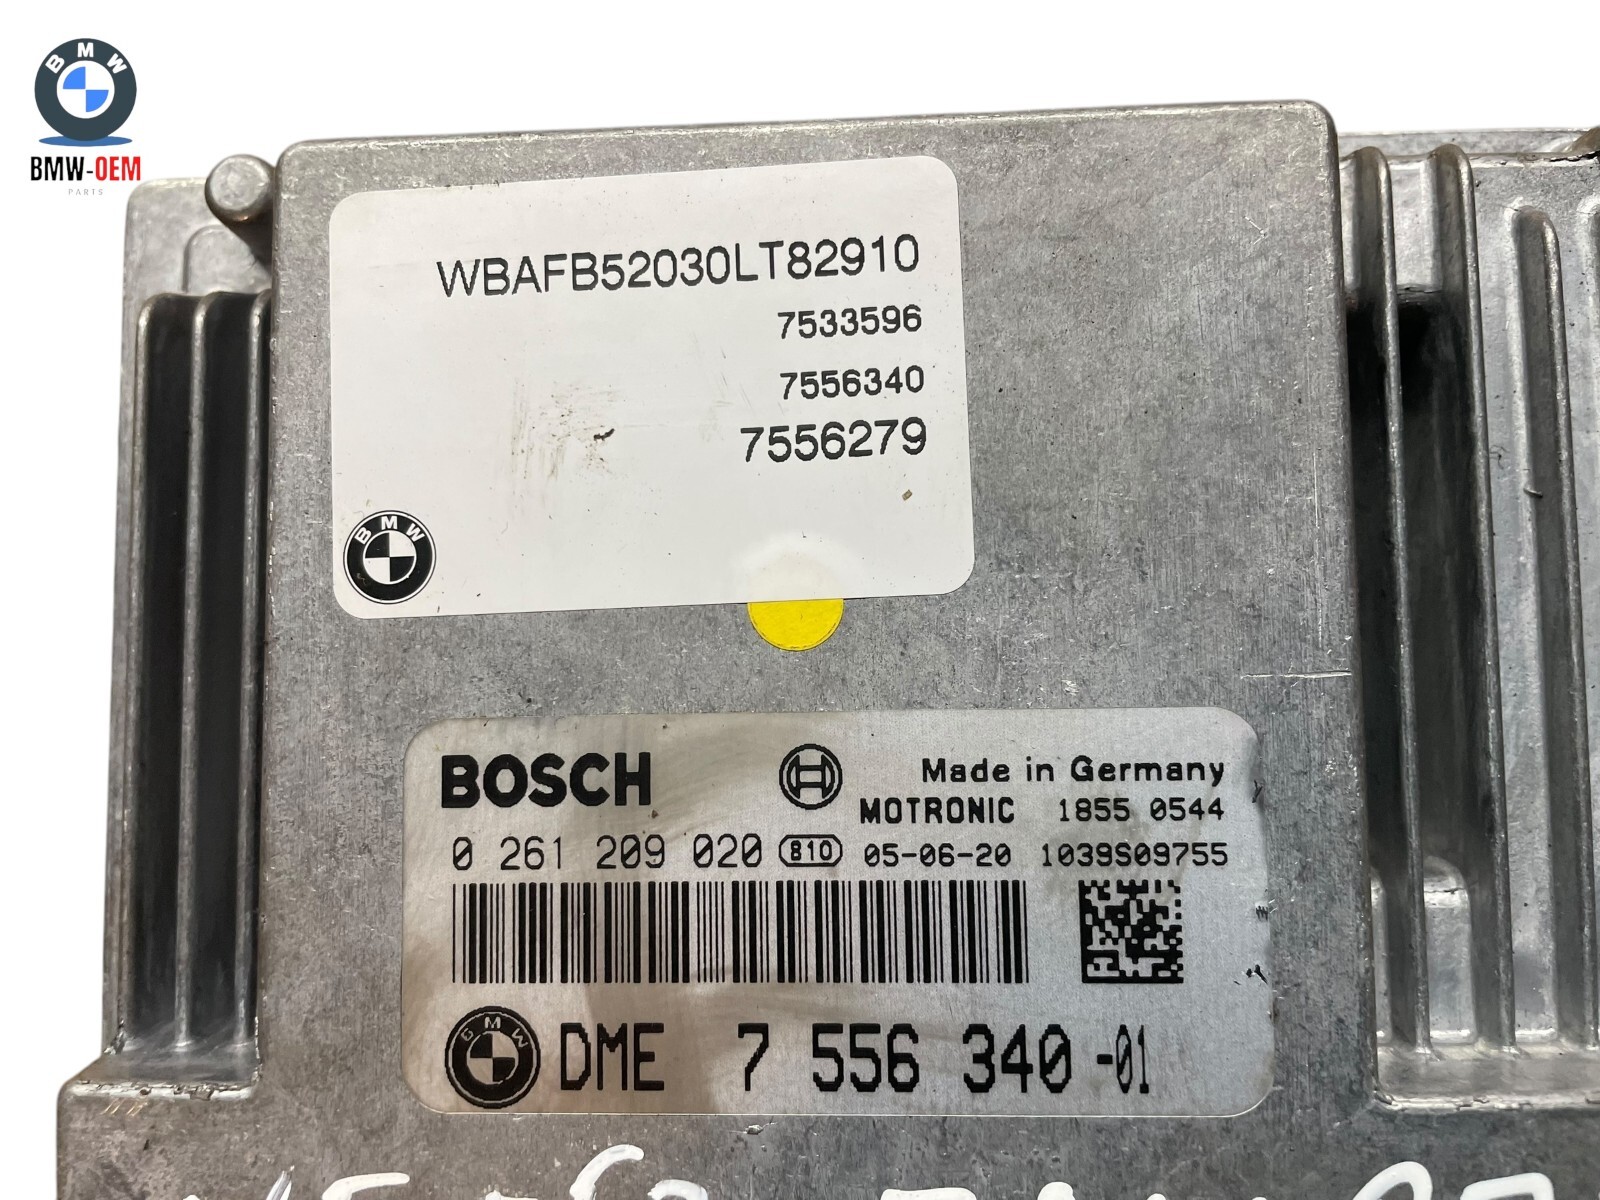 BMW
BMW-OEM
PARTS
WBAFB52030LT82910
7533596
7556340
7556279
BMW
BOSCH
Made in Germany
MOTRONIC 1855 0544
0 261 209 020 810 05-06-20 1039S09755
BMW DME 7 556 340-01